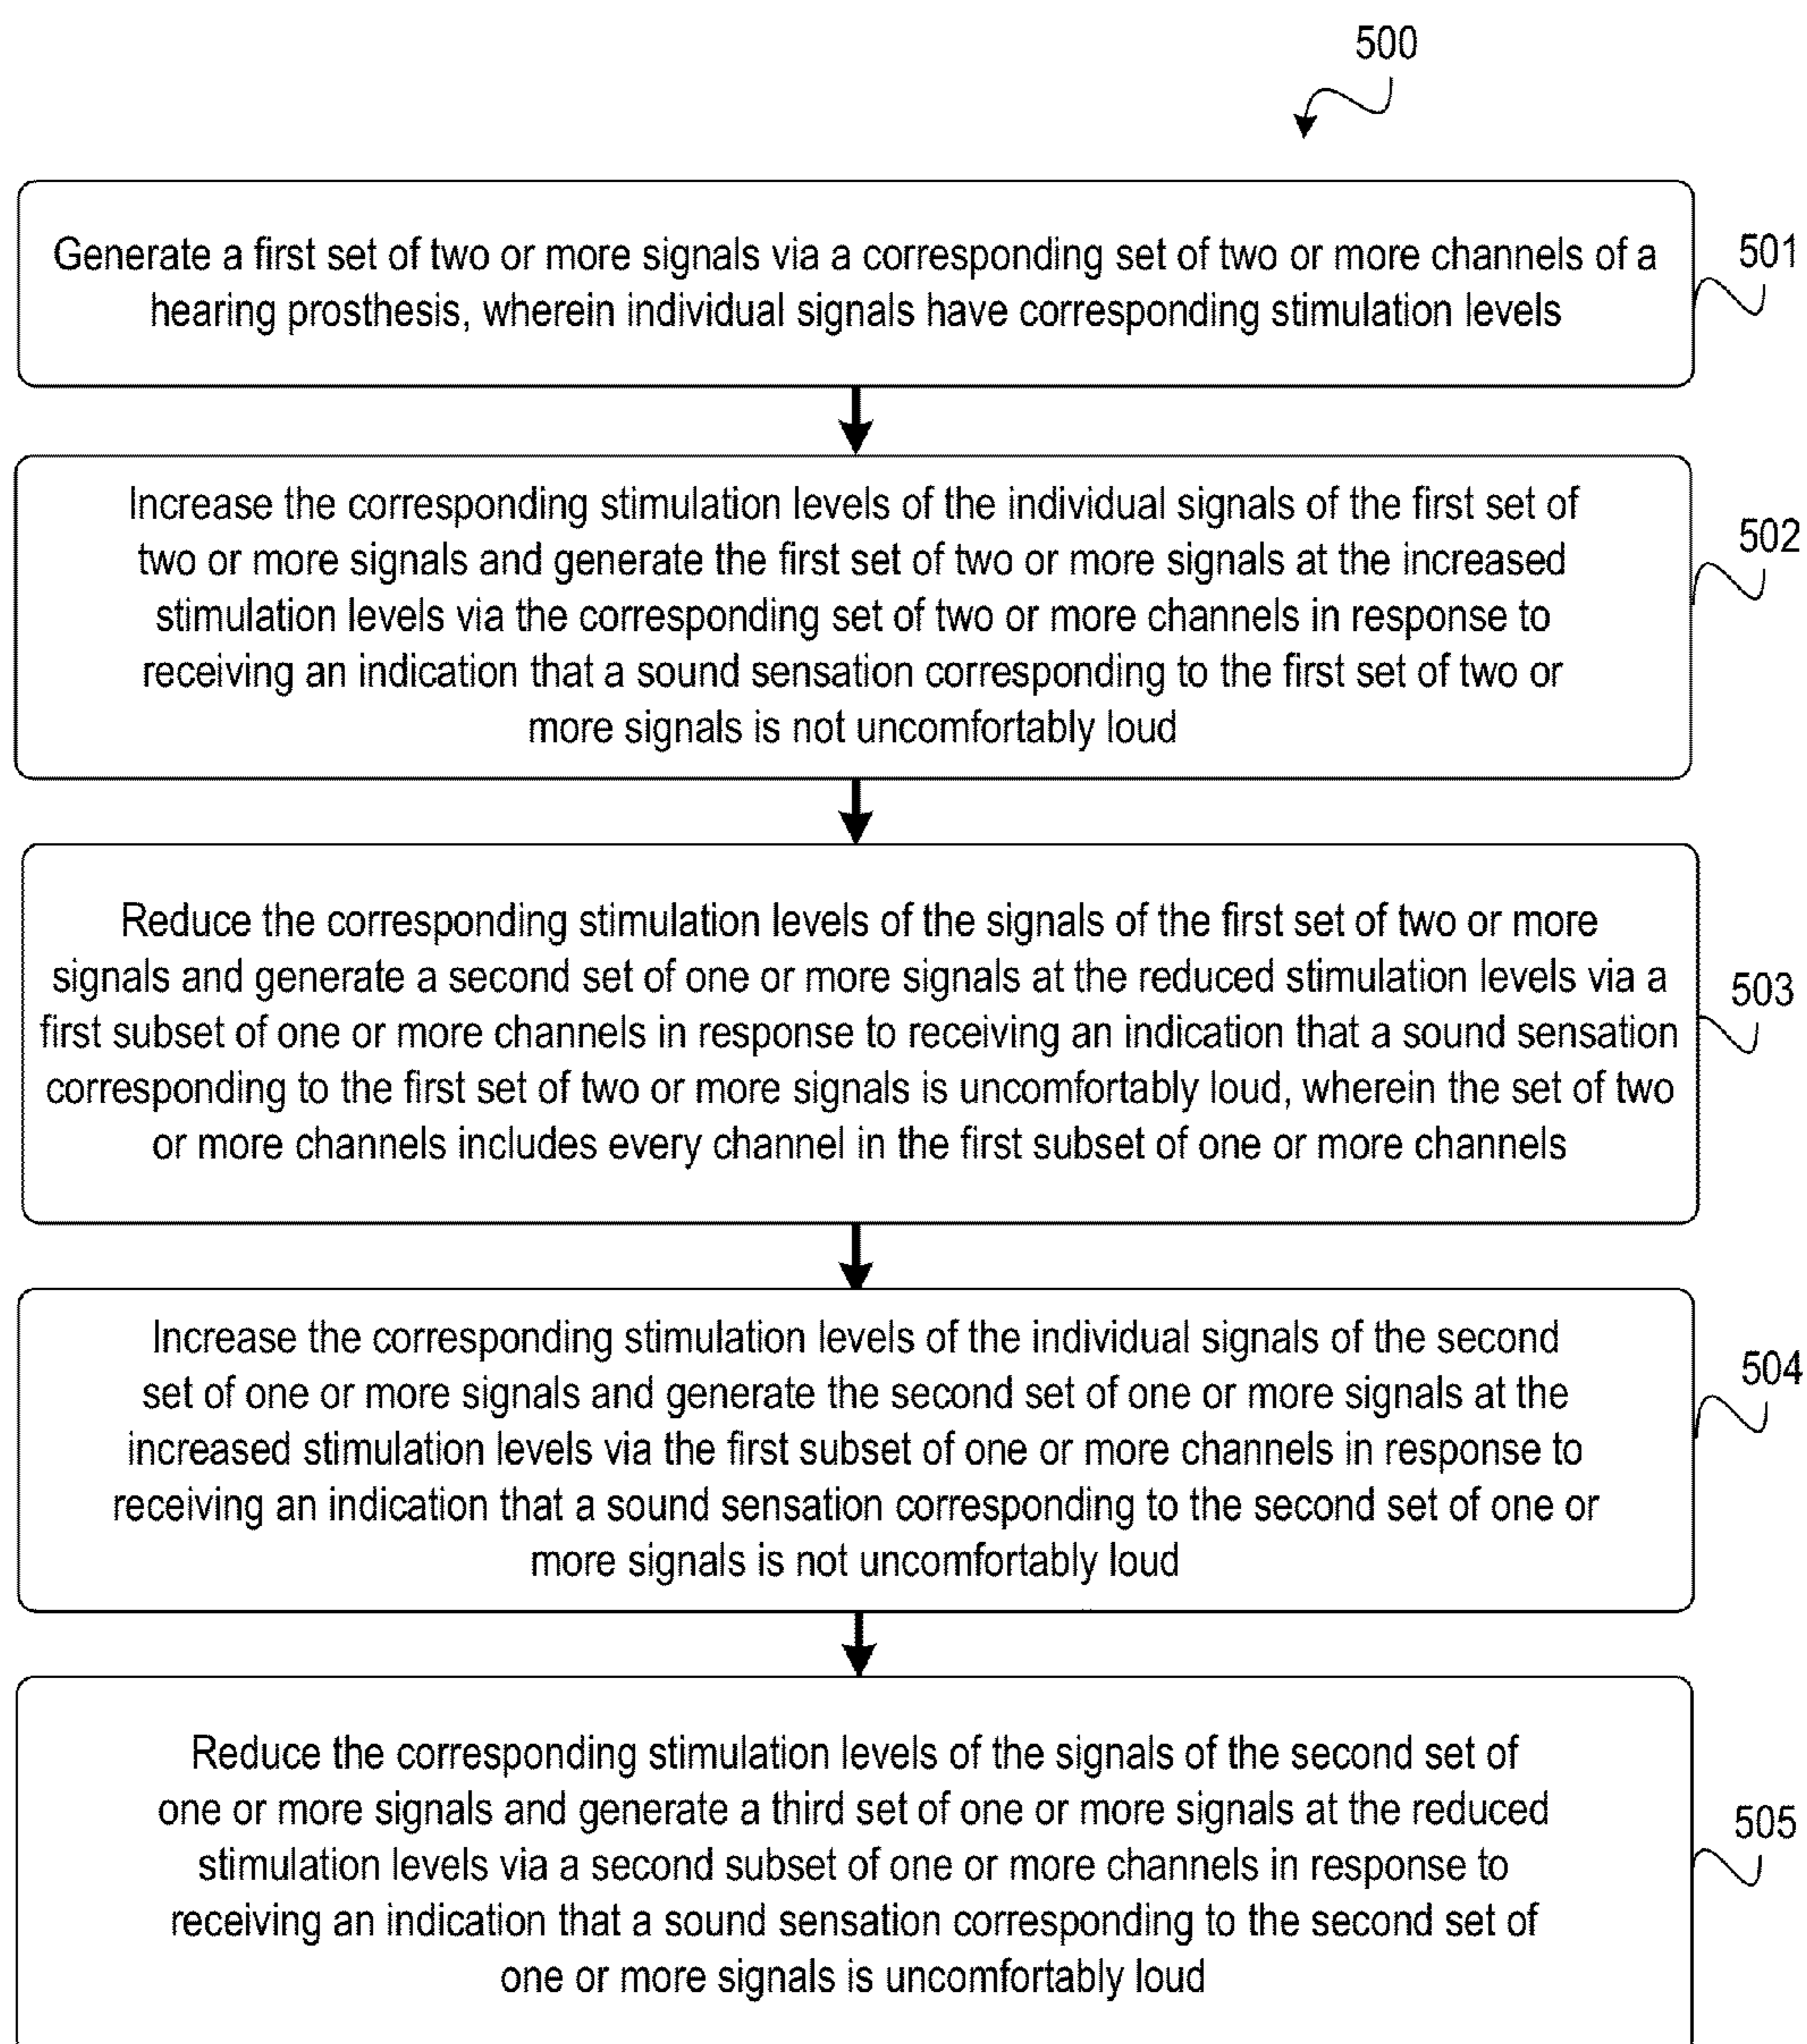 500
Generate a first set of two or more signals via a corresponding set of two or more channels of a
hearing prosthesis, wherein individual signals have corresponding stimulation levels
501
Increase the corresponding stimulation levels of the individual signals of the first set of
two or more signals and generate the first set of two or more signals at the increased
stimulation levels via the corresponding set of two or more channels in response to
receiving an indication that a sound sensation corresponding to the first set of two or
more signals is not uncomfortably loud
502
Reduce the corresponding stimulation levels of the signals of the first set of two or more
signals and generate a second set of one or more signals at the reduced stimulation levels via a
first subset of one or more channels in response to receiving an indication that a sound sensation
corresponding to the first set of two or more signals is uncomfortably loud, wherein the set of two
or more channels includes every channel in the first subset of one or more channels
503
Increase the corresponding stimulation levels of the individual signals of the second
set of one or more signals and generate the second set of one or more signals at the
increased stimulation levels via the first subset of one or more channels in response to
receiving an indication that a sound sensation corresponding to the second set of one or
more signals is not uncomfortably loud
504
Reduce the corresponding stimulation levels of the signals of the second set of
one or more signals and generate a third set of one or more signals at the reduced
stimulation levels via a second subset of one or more channels in response to
receiving an indication that a sound sensation corresponding to the second set of
one or more signals is uncomfortably loud
505